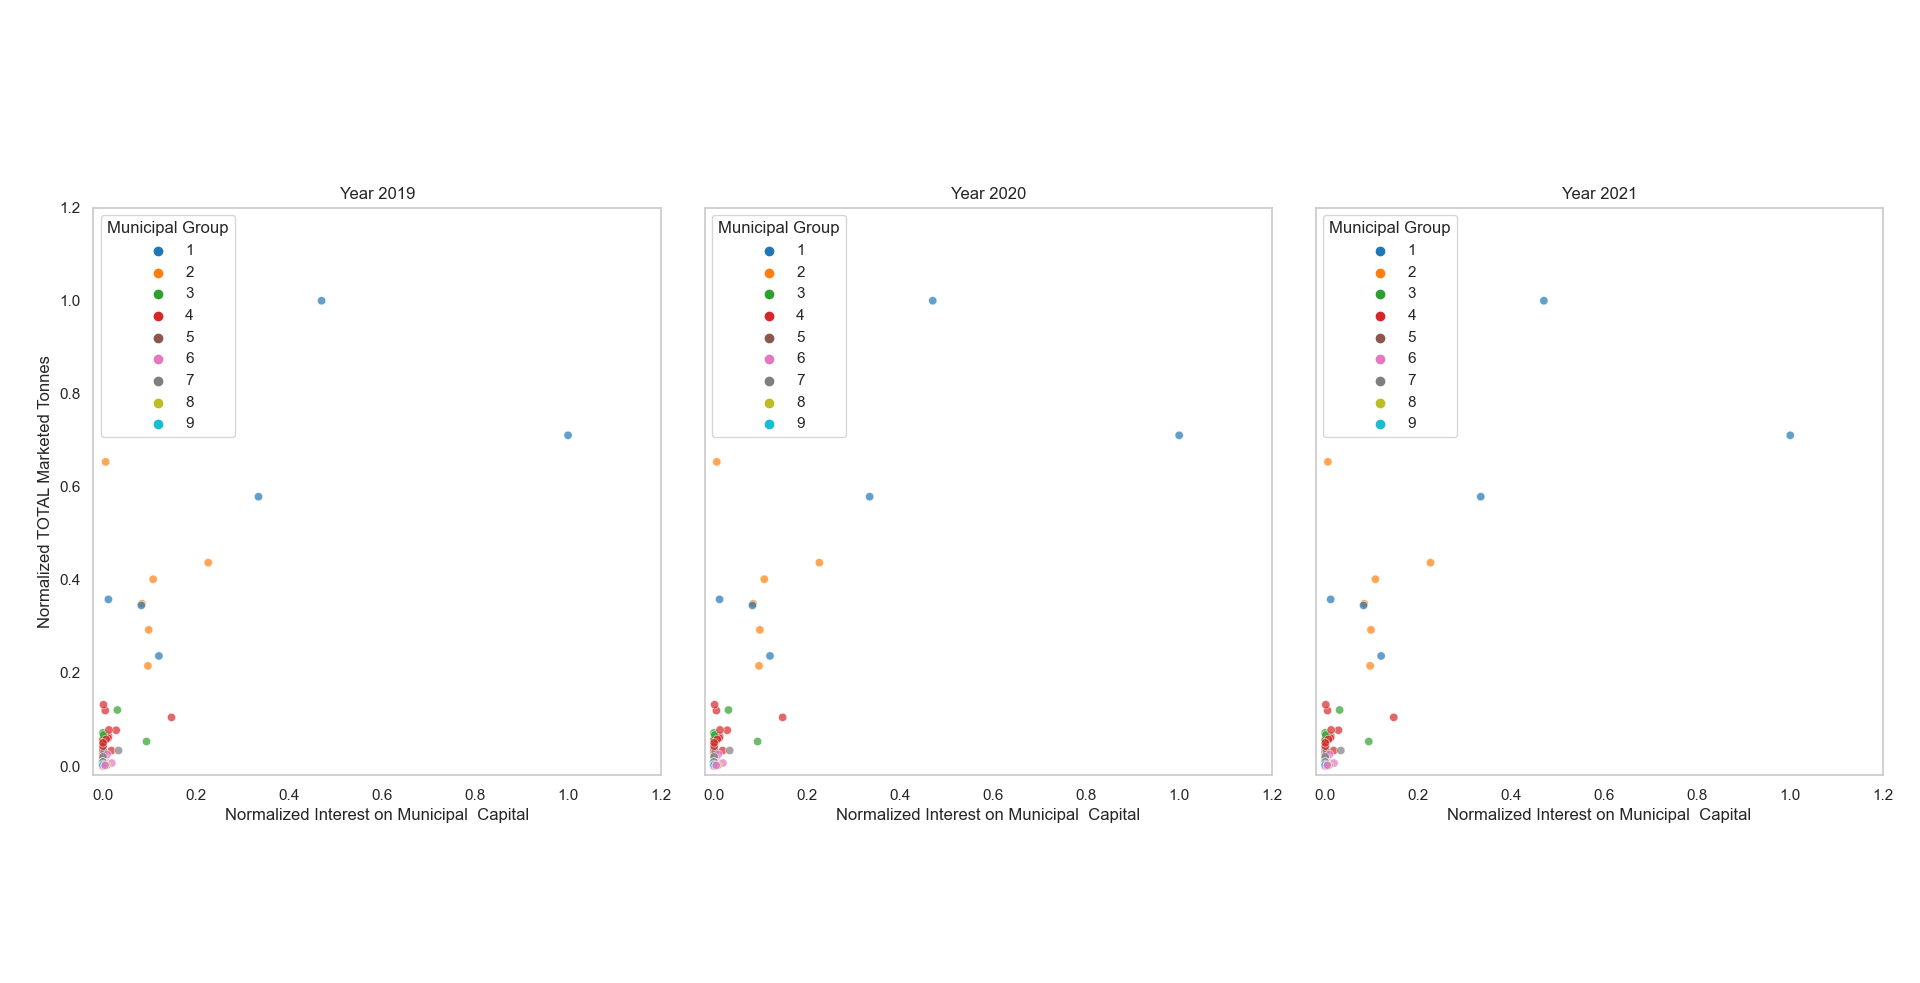 Year 2019
Year 2020
Year 2021
Normalized TOTAL Marketed Tonnes
1.2
1.0
0.8
0.6
0.4
0.2
0.0
Municipal Group
1
2
3
4
5
6
7
8
9
Municipal Group
1
2
3
4
5
6
7
8
9
Municipal Group
1
2
3
4
5
6
7
8
9
0.0 0.2 0.4 0.6 0.8 1.0 1.2
0.0 0.2 0.4 0.6 0.8 1.0 1.2
0.0 0.2 0.4 0.6 0.8 1.0 1.2
Normalized Interest on Municipal  Capital
Normalized Interest on Municipal  Capital
Normalized Interest on Municipal  Capital